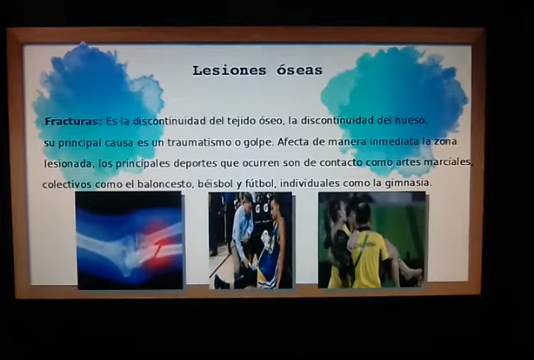 Lesiones óseas
Fracturas: Es la discontinuidad del tejido óseo, la discontinuidad del hueso,
su principal causa es un traumatismo o golpe. Afecta de manera inmediata la zona
lesionada, los principales deportes que ocurren son de contacto como artes marciales,
colectivos como el baloncesto, béisbol y fútbol, individuales como la gimnasia.